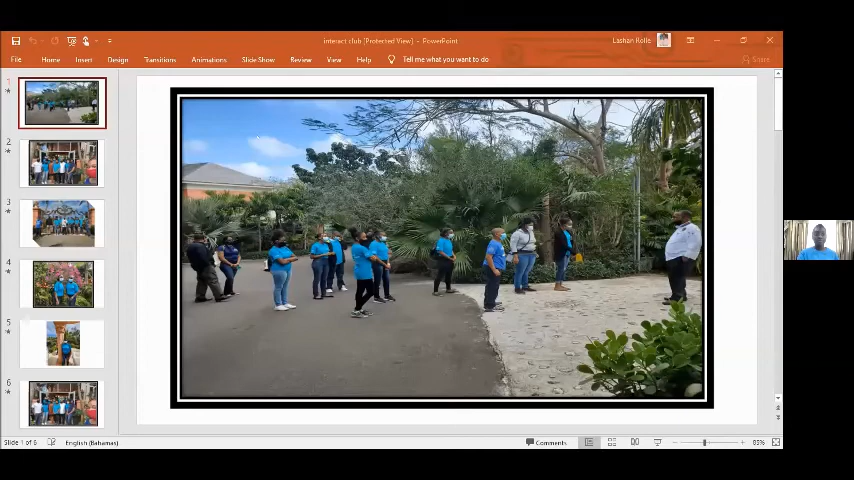 interact club [Protected View] - PowerPoint
Lashan Rolle
File Home Insert Design Transitions Animations Slide Show Review View Help Tell me what you want to do Share
1
2
3
4
5
6
Slide 1 of 6 English (Bahamas) Comments 85%